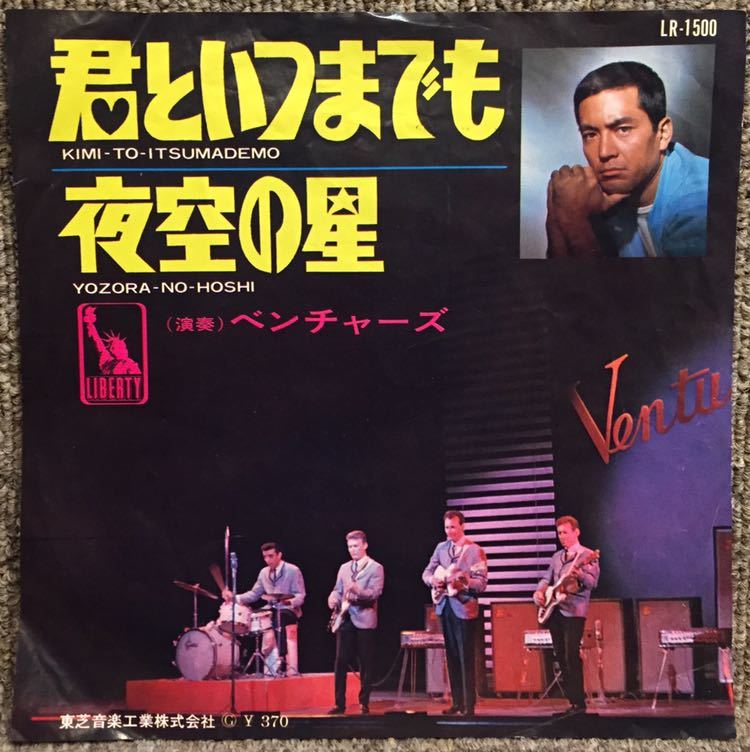 LR-1500
君といつまでも
KIMI-TO-ITSUMADEMO
夜空の星
YOZORA-NO-HOSHI
(演奏)ベンチャーズ
LIBERTY
Ventu
東芝音楽工業株式会社 Ⓒ ¥ 370